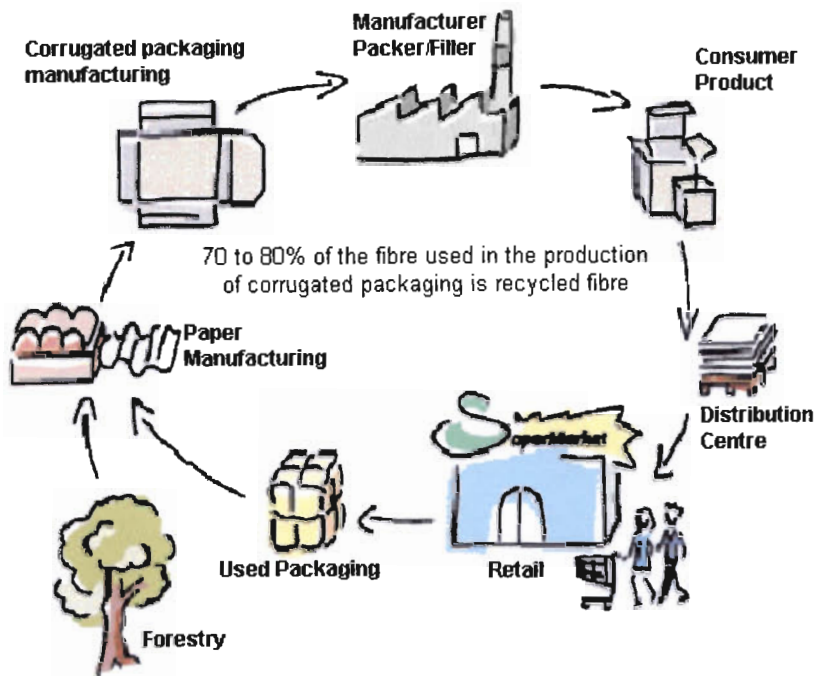 Corrugated packaging
manufacturing
Manufacturer
Packer/Filler
Consumer
Product
70 to 80% of the fibre used in the production
of corrugated packaging is recycled fibre
Paper
Manufacturing
Distribution
Centre
SuperMarket
Used Packaging
Retail
Forestry